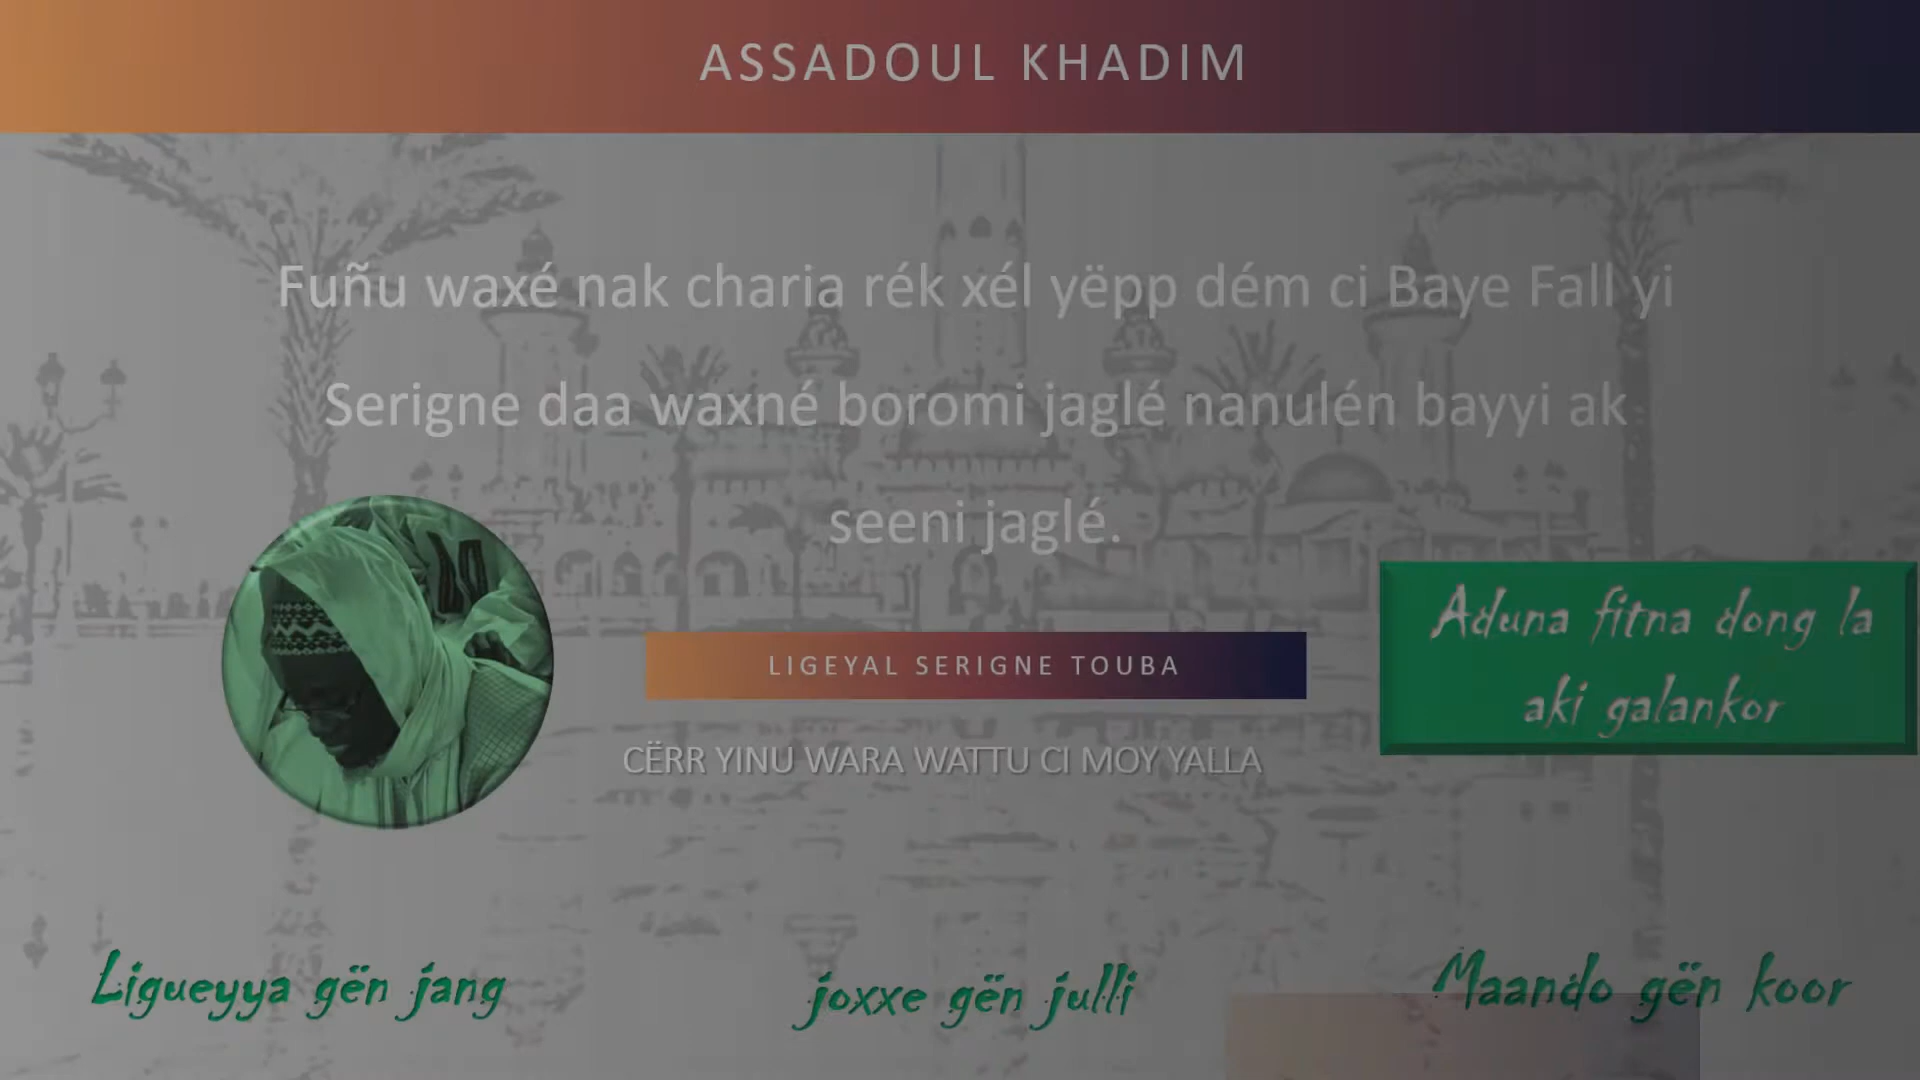 ASSADOUL KHADIM
Fuñu waxé nak charia rék xél yëpp dém ci Baye Fall yi
Serigne daa waxné boromi jaglé nanulén bayyi ak
seeni jaglé.
Aduna fitna dong la
aki galankor
LIGEYAL SERIGNE TOUBA
CËRR YINU WARA WATTU CI MOY YALLA
Ligueyya gën jang
joxxe gën julli
Maando gën koor